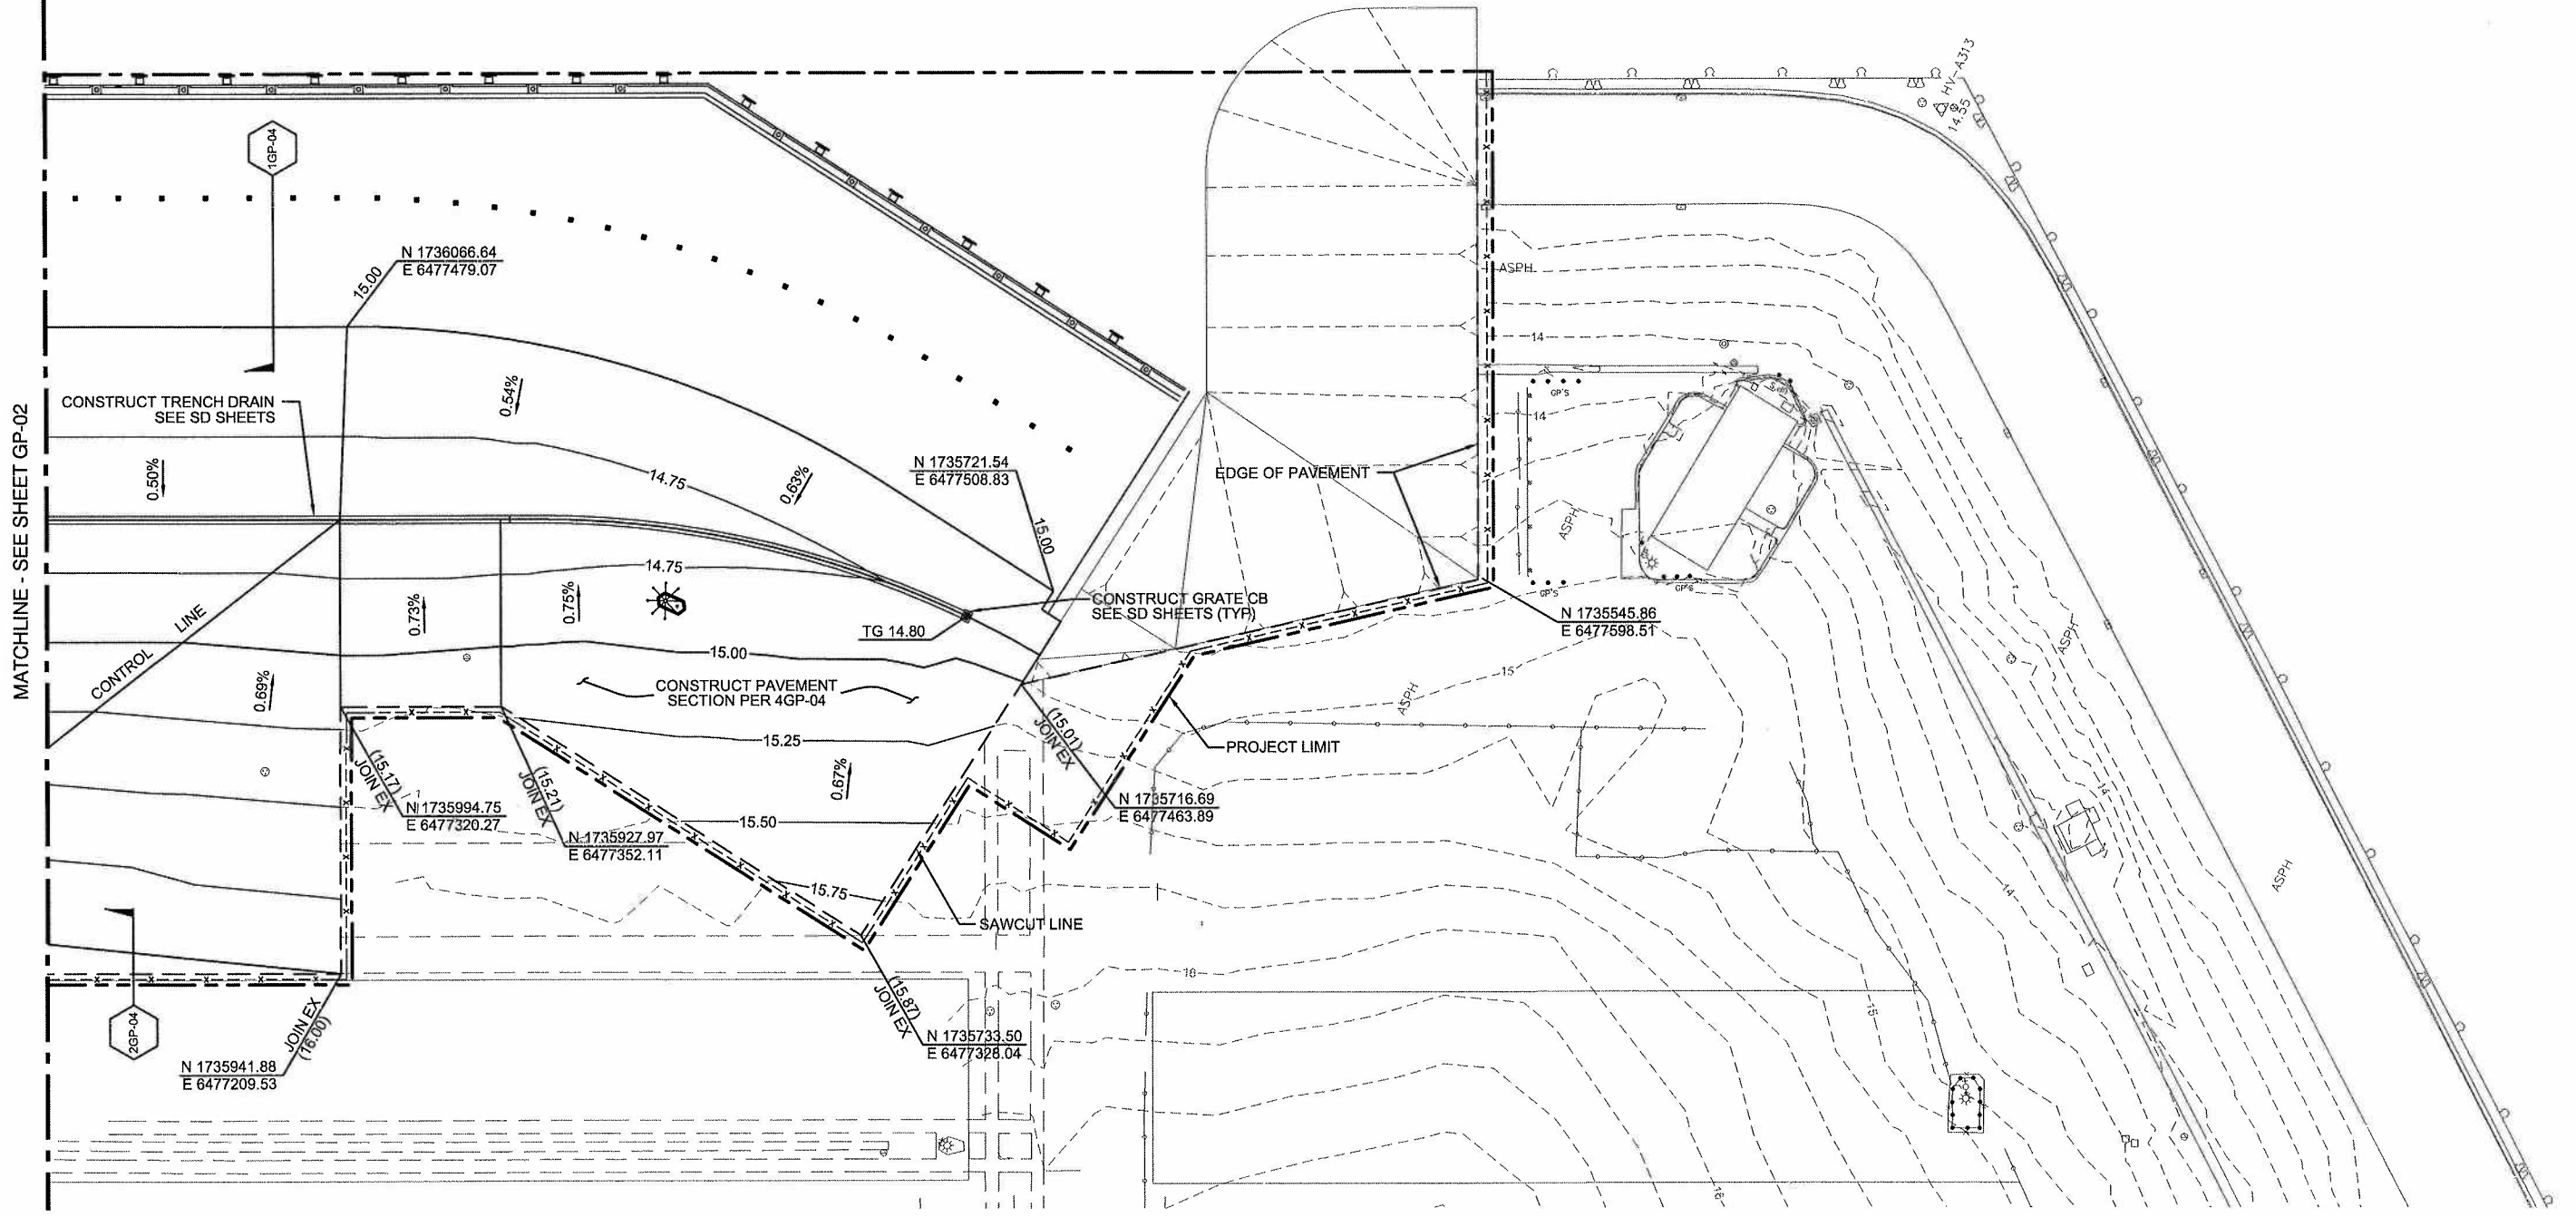 MATCHLINE - SEE SHEET GP-02
1GP-04
HV-A313
14.55
N 1736066.64
E 6477479.07
15.00
ASPH
14
CONSTRUCT TRENCH DRAIN
SEE SD SHEETS
0.54%
GP'S
14
0.50%
14.75
0.63%
N 1735721.54
E 6477508.83
EDGE OF PAVEMENT
15.00
ASPH
14.75
0.73%
0.75%
CONSTRUCT GRATE CB
SEE SD SHEETS (TYP)
GP'S
GP'S
TG 14.80
N 1735545.86
E 6477598.51
LINE
CONTROL
15.00
15
ASPH
0.69%
CONSTRUCT PAVEMENT
SECTION PER 4GP-04
ASPH
(15.01)
JOIN EX
15.25
PROJECT LIMIT
(15.17)
JOIN EX
(15.21)
JOIN EX
0.67%
14
N 1735994.75
E 6477320.27
N 1735716.69
E 6477463.89
15.50
N 1735927.97
E 6477352.11
ASPH
15.75
14
SAWCUT LINE
(15.87)
JOIN EX
2GP-04
JOIN EX
(16.00)
15
N 1735733.50
E 6477328.04
N 1735941.88
E 6477209.53
16